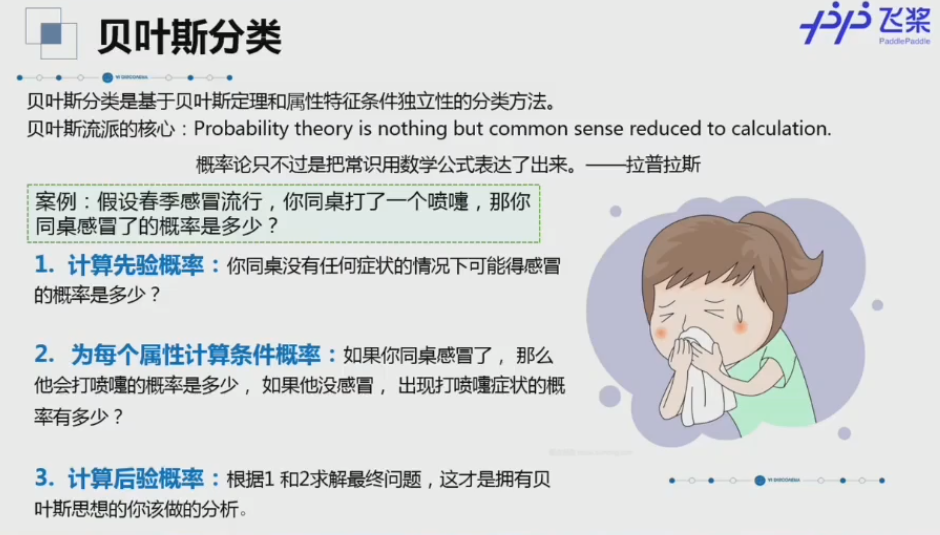 贝叶斯分类
飞桨
PaddlePaddle
贝叶斯分类是基于贝叶斯定理和属性特征条件独立性的分类方法。
贝叶斯流派的核心：Probability theory is nothing but common sense reduced to calculation.
概率论只不过是把常识用数学公式表达了出来。——拉普拉斯
案例：假设春季感冒流行，你同桌打了一个喷嚏，那你
同桌感冒了的概率是多少？
1. 计算先验概率：你同桌没有任何症状的情况下可能得感冒
的概率是多少？
2. 为每个属性计算条件概率：如果你同桌感冒了， 那么
他会打喷嚏的概率是多少， 如果他没感冒， 出现打喷嚏症状的概
率有多少？
3. 计算后验概率：根据1 和2求解最终问题，这才是拥有贝
叶斯思想的你该做的分析。